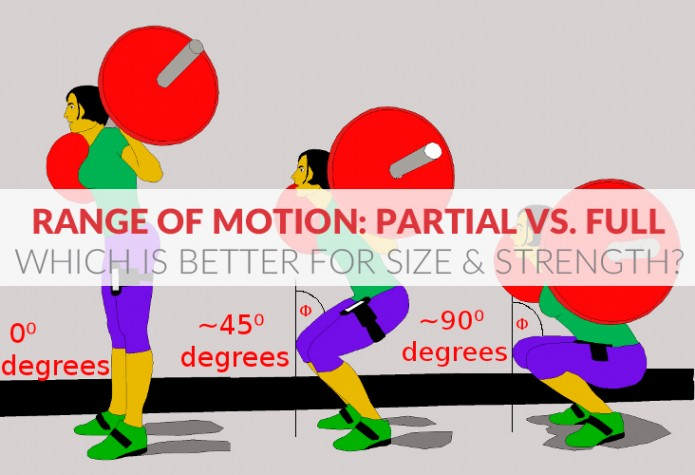 RANGE OF MOTION: PARTIAL VS. FULL
WHICH IS BETTER FOR SIZE & STRENGTH?
0⁰
degrees
~45⁰
degrees
Φ
~90⁰
degrees
Φ